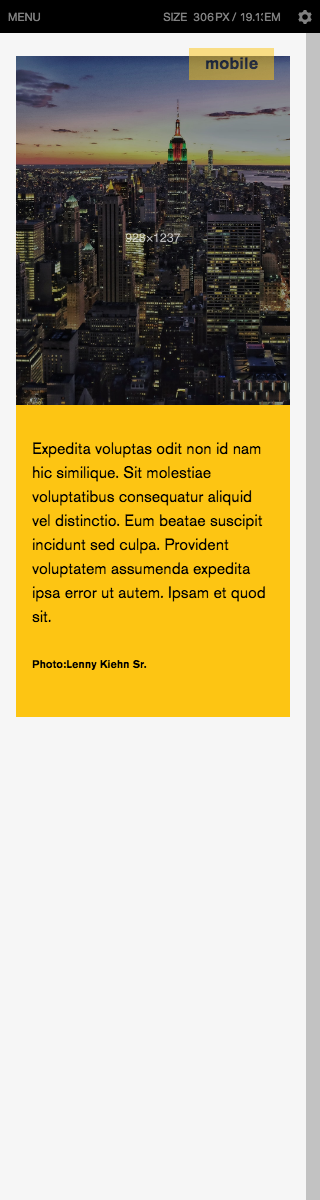 MENU
SIZE 306PX / 19.13EM
mobile
928×1237
Expedita voluptas odit non id nam
hic similique. Sit molestiae
voluptatibus consequatur aliquid
vel distinctio. Eum beatae suscipit
incidunt sed culpa. Provident
voluptatem assumenda expedita
ipsa error ut autem. Ipsam et quod
sit.
Photo:Lenny Kiehn Sr.